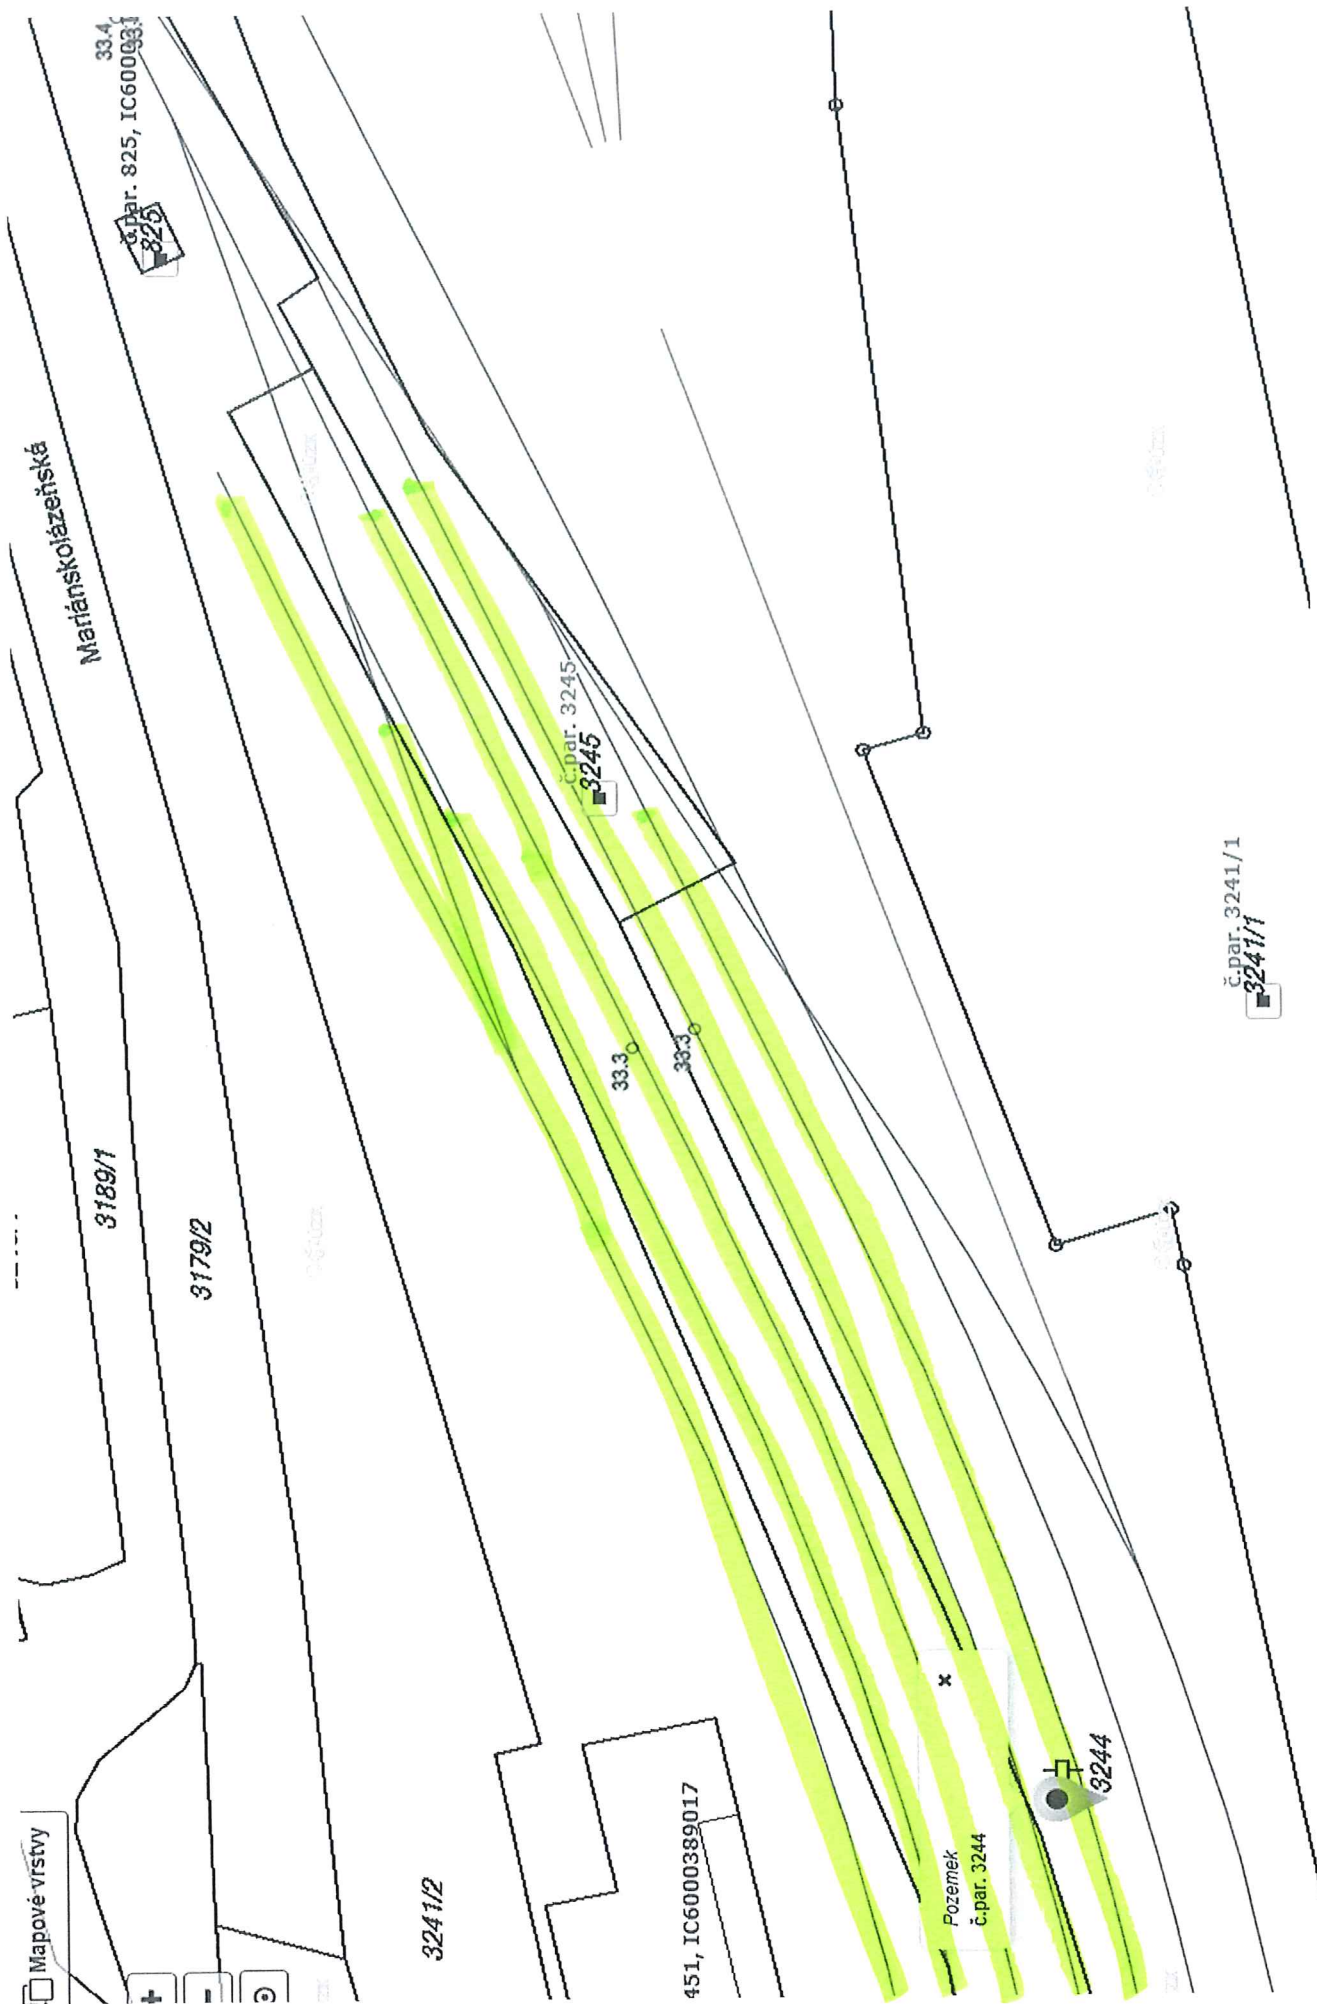 Mapové vrstvy
+
−
3189/1
Mariánskolázeňská
3179/2
3241/2
č.par. 825, IC60003
825
33.4
451, IC6000389017
33.3
33.3
č.par. 3245
3245
Pozemek
č.par. 3244
×
3244
č.par. 3241/1
3241/1